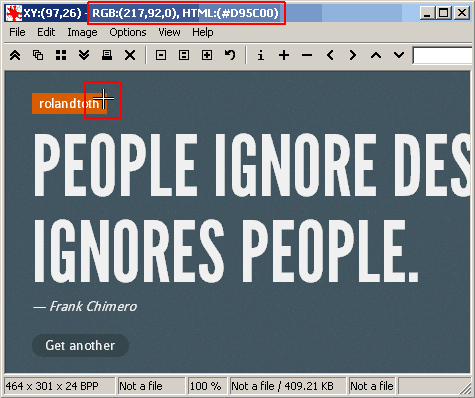 XY:(97,26) - RGB:(217,92,0), HTML:(#D95C00)
File Edit Image Options View Help
rolandtoth
PEOPLE IGNORE DES
IGNORES PEOPLE.
— Frank Chimero
Get another
464 x 301 x 24 BPP Not a file 100 % Not a file / 409.21 KB Not a file